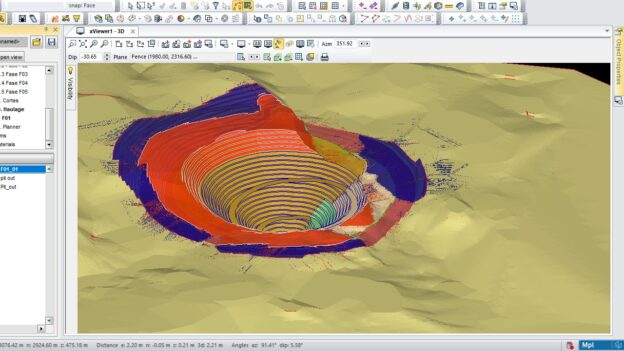 snap: Face
nnamed>
xViewer1 - 3D
Azm 351.92
Dip -30.65 Plane Fence (1980.00, 2316.60) ...
pen view
Visibility
Object Properties
.3 Fase F03
.4 Fase F04
.5 Fase F05
. Cortes
. Haulage
F01
. Planner
ms
aterials
F01_01
pit out
Pit_out
3076.42 m n: 2924.60 m z: 475.18 m Distance e: 2.20 m n: -0.05 m z: 0.21 m 3d: 2.21 m Angles az: 91.41° dip: 5.50°
Mpl